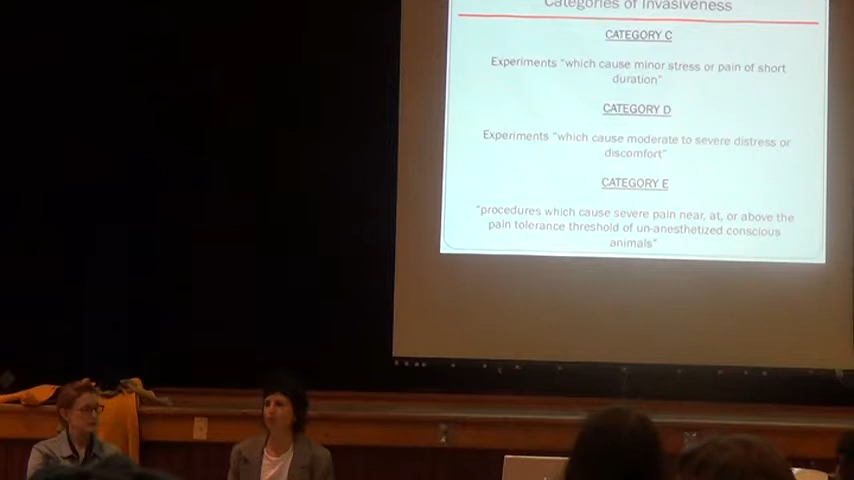 Categories of Invasiveness
CATEGORY C
Experiments "which cause minor stress or pain of short
duration"
CATEGORY D
Experiments "which cause moderate to severe distress or
discomfort"
CATEGORY E
"procedures which cause severe pain near, at, or above the
pain tolerance threshold of un-anesthetized conscious
animals"